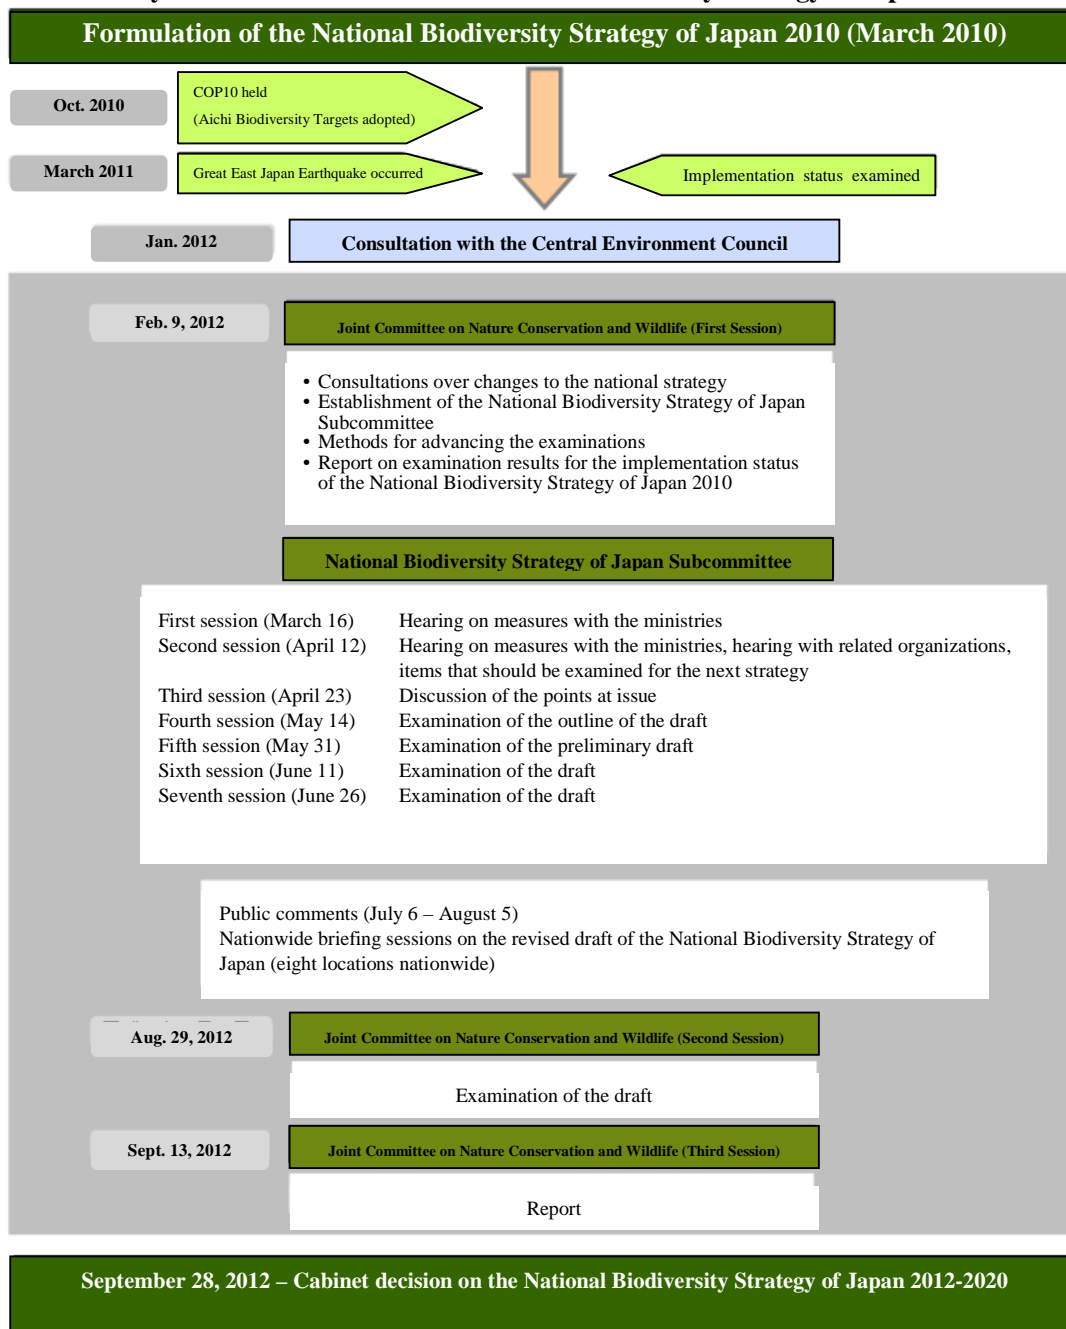 Formulation of the National Biodiversity Strategy of Japan 2010 (March 2010)
Oct. 2010
COP10 held
(Aichi Biodiversity Targets adopted)
March 2011
Great East Japan Earthquake occurred
Implementation status examined
Jan. 2012
Consultation with the Central Environment Council
Feb. 9, 2012
Joint Committee on Nature Conservation and Wildlife (First Session)
• Consultations over changes to the national strategy
• Establishment of the National Biodiversity Strategy of Japan
Subcommittee
• Methods for advancing the examinations
• Report on examination results for the implementation status
of the National Biodiversity Strategy of Japan 2010
National Biodiversity Strategy of Japan Subcommittee
First session (March 16) Hearing on measures with the ministries
Second session (April 12) Hearing on measures with the ministries, hearing with related organizations,
items that should be examined for the next strategy
Third session (April 23) Discussion of the points at issue
Fourth session (May 14) Examination of the outline of the draft
Fifth session (May 31) Examination of the preliminary draft
Sixth session (June 11) Examination of the draft
Seventh session (June 26) Examination of the draft
Public comments (July 6 – August 5)
Nationwide briefing sessions on the revised draft of the National Biodiversity Strategy of
Japan (eight locations nationwide)
Aug. 29, 2012
Joint Committee on Nature Conservation and Wildlife (Second Session)
Examination of the draft
Sept. 13, 2012
Joint Committee on Nature Conservation and Wildlife (Third Session)
Report
September 28, 2012 – Cabinet decision on the National Biodiversity Strategy of Japan 2012-2020